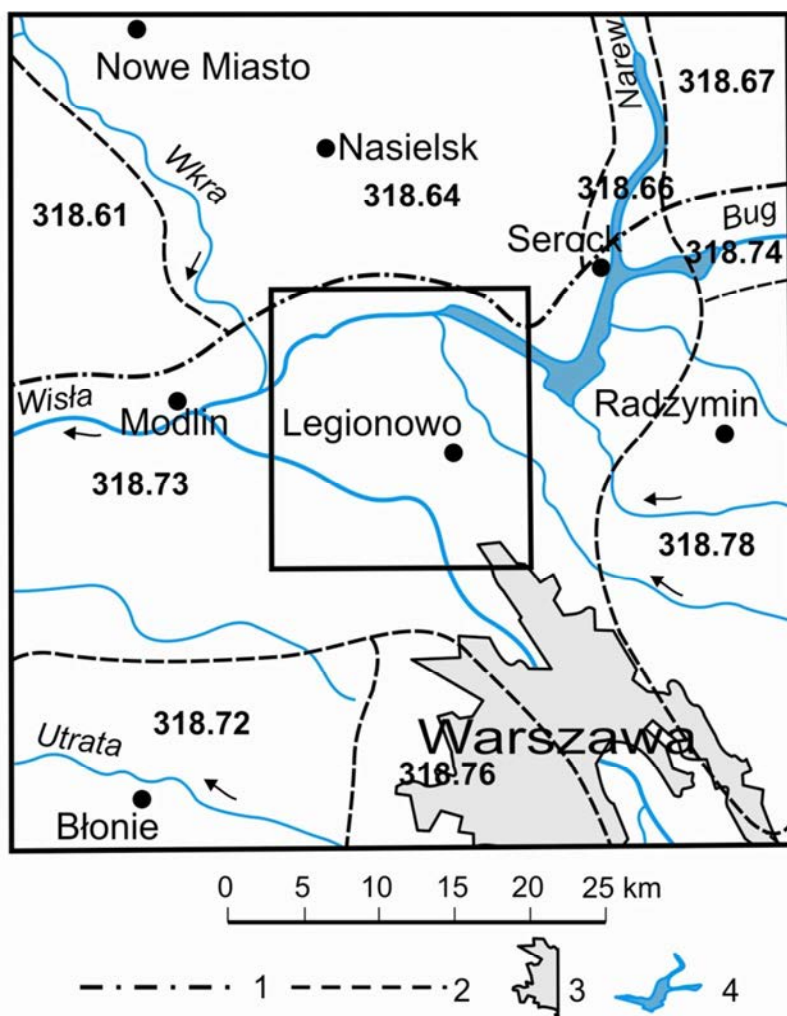 Nowe Miasto
Narew
318.67
Nasielsk
Wkra
318.64
318.61
318.66
Bug
Serock
318.74
Wisła
Modlin
Legionowo
Radzymin
318.73
318.78
318.72
Utrata
Warszawa
318.76
Błonie
0 5 10 15 20 25 km
1 2 3 4